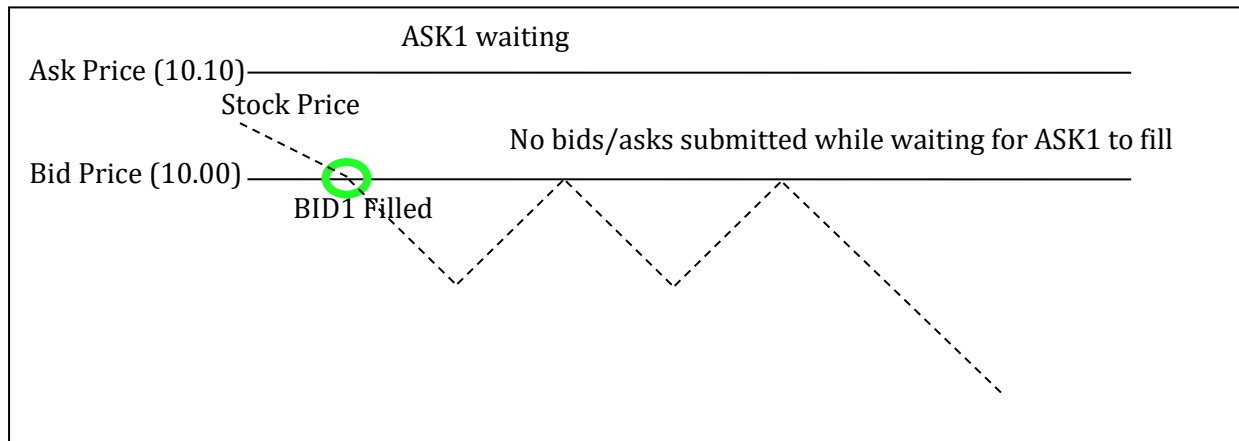 ASK1 waiting
Ask Price (10.10)
Stock Price
No bids/asks submitted while waiting for ASK1 to fill
Bid Price (10.00)
BID1 Filled